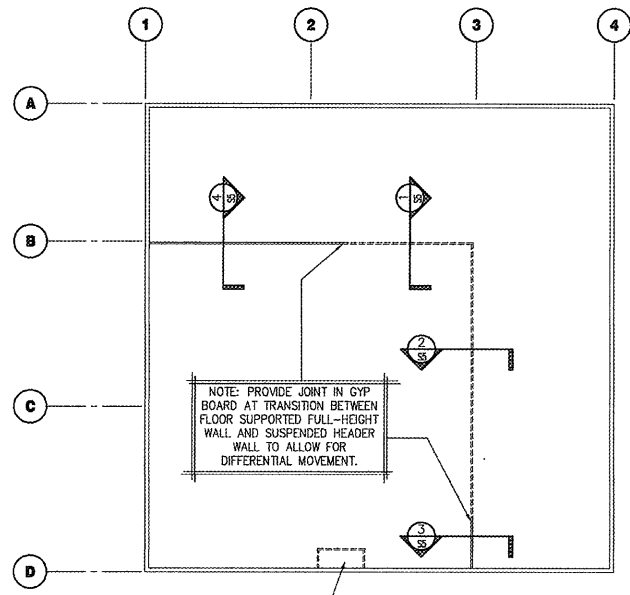 1 2 3 4
A
4 S5
1 S5
B
2 S5
C
NOTE: PROVIDE JOINT IN GYP
BOARD AT TRANSITION BETWEEN
FLOOR SUPPORTED FULL-HEIGHT
WALL AND SUSPENDED HEADER
WALL TO ALLOW FOR
DIFFERENTIAL MOVEMENT.
3 S5
D